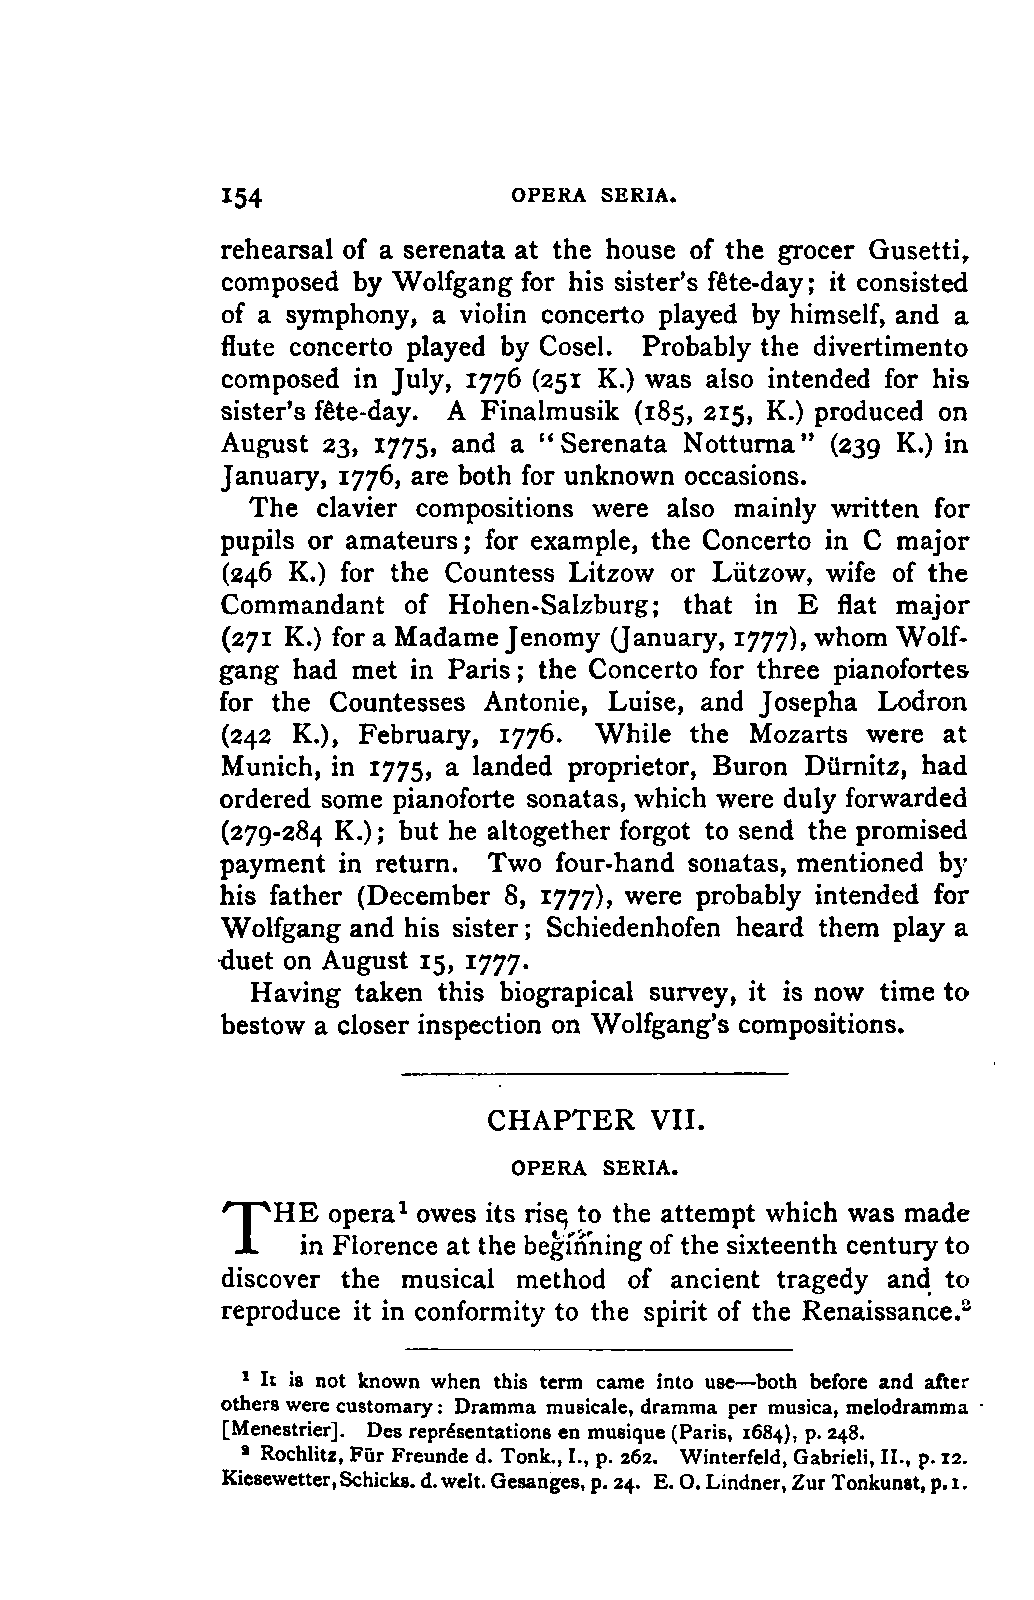 154 OPERA SERIA.
rehearsal of a serenata at the house of the grocer Gusetti,
composed by Wolfgang for his sister's fête-day; it consisted
of a symphony, a violin concerto played by himself, and a
flute concerto played by Cosel. Probably the divertimento
composed in July, 1776 (251 K.) was also intended for his
sister's fête-day. A Finalmusik (185, 215, K.) produced on
August 23, 1775, and a "Serenata Notturna" (239 K.) in
January, 1776, are both for unknown occasions.
The clavier compositions were also mainly written for
pupils or amateurs; for example, the Concerto in C major
(246 K.) for the Countess Litzow or Lützow, wife of the
Commandant of Hohen-Salzburg; that in E flat major
(271 K.) for a Madame Jenomy (January, 1777), whom Wolf-
gang had met in Paris; the Concerto for three pianofortes
for the Countesses Antonie, Luise, and Josepha Lodron
(242 K.), February, 1776. While the Mozarts were at
Munich, in 1775, a landed proprietor, Buron Dürnitz, had
ordered some pianoforte sonatas, which were duly forwarded
(279-284 K.); but he altogether forgot to send the promised
payment in return. Two four-hand sonatas, mentioned by
his father (December 8, 1777), were probably intended for
Wolfgang and his sister; Schiedenhofen heard them play a
duet on August 15, 1777.
Having taken this biograpical survey, it is now time to
bestow a closer inspection on Wolfgang's compositions.
CHAPTER VII.
OPERA SERIA.
THE opera¹ owes its rise to the attempt which was made
in Florence at the beginning of the sixteenth century to
discover the musical method of ancient tragedy and to
reproduce it in conformity to the spirit of the Renaissance.²
¹ It is not known when this term came into use—both before and after
others were customary: Dramma musicale, dramma per musica, melodramma
[Menestrier]. Des représentations en musique (Paris, 1684), p. 248.
² Rochlitz, Für Freunde d. Tonk., I., p. 262. Winterfeld, Gabrieli, II., p. 12.
Kiesewetter, Schicks. d. welt. Gesanges, p. 24. E. O. Lindner, Zur Tonkunst, p. 1.